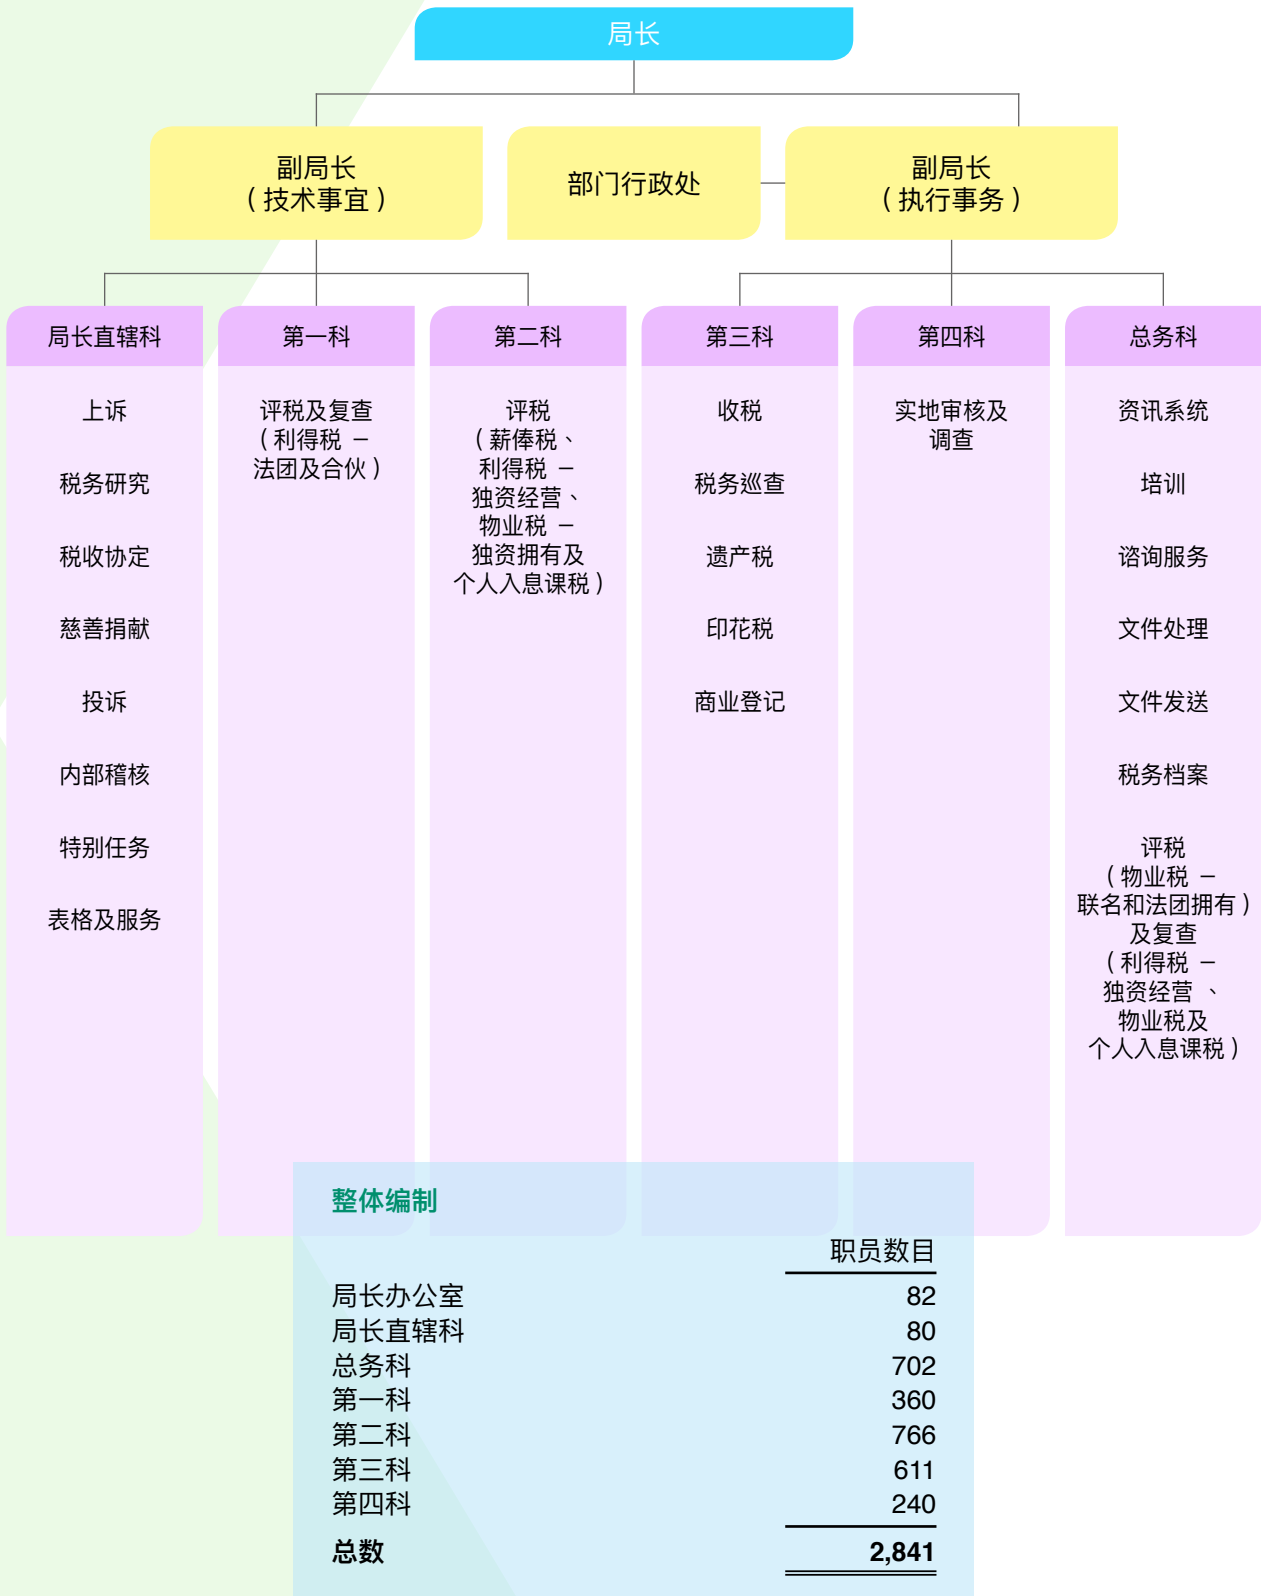 局长
副局长
（技术事宜）
部门行政处
副局长
（执行事务）
局长直辖科
上诉
税务研究
税收协定
慈善捐献
投诉
内部稽核
特别任务
表格及服务
第一科
评税及复查
（利得税 –
法团及合伙）
第二科
评税
（薪俸税、
利得税 –
独资经营、
物业税 –
独资拥有及
个人入息课税）
第三科
收税
税务巡查
遗产税
印花税
商业登记
第四科
实地审核及
调查
总务科
资讯系统
培训
谘询服务
文件处理
文件发送
税务档案
评税
（物业税 –
联名和法团拥有）
及复查
（利得税 –
独资经营 、
物业税及
个人入息课税）
整体编制
职员数目
局长办公室 82
局长直辖科 80
总务科 702
第一科 360
第二科 766
第三科 611
第四科 240
总数 2,841